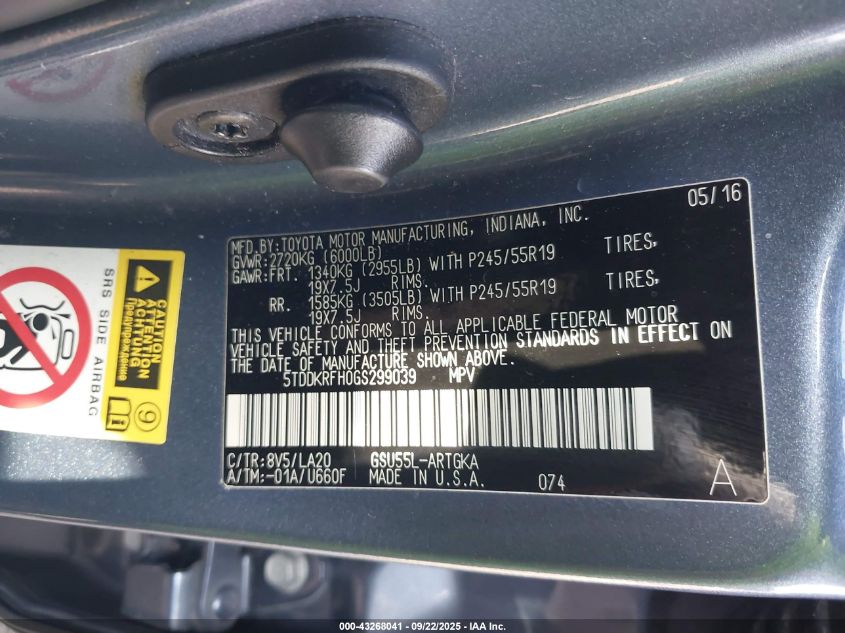 05/16
MFD.BY:TOYOTA MOTOR MANUFACTURING, INDIANA, INC.
GVWR:2720KG (6000LB)
GAWR:FRT. 1340KG (2955LB) WITH P245/55R19 TIRES,
19X7.5J RIMS.
RR. 1585KG (3505LB) WITH P245/55R19 TIRES,
19X7.5J RIMS.
THIS VEHICLE CONFORMS TO ALL APPLICABLE FEDERAL MOTOR
VEHICLE SAFETY AND THEFT PREVENTION STANDARDS IN EFFECT ON
THE DATE OF MANUFACTURE SHOWN ABOVE.
5TDDKRFH0GS299039 MPV
C/TR:8V5/LA20 GSU55L-ARTGKA
A/TM:-01A/U660F MADE IN U.S.A. 074 A
SRS SIDE AIRBAG
CAUTION
ATTENTION
Предупреждение
9
000-43268041 | 09/22/2025 | IAA Inc.